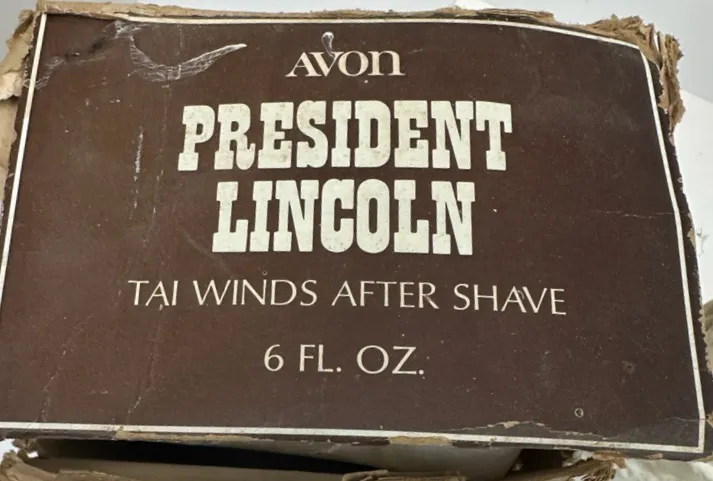 AVON
PRESIDENT
LINCOLN
TAI WINDS AFTER SHAVE
6 FL. OZ.